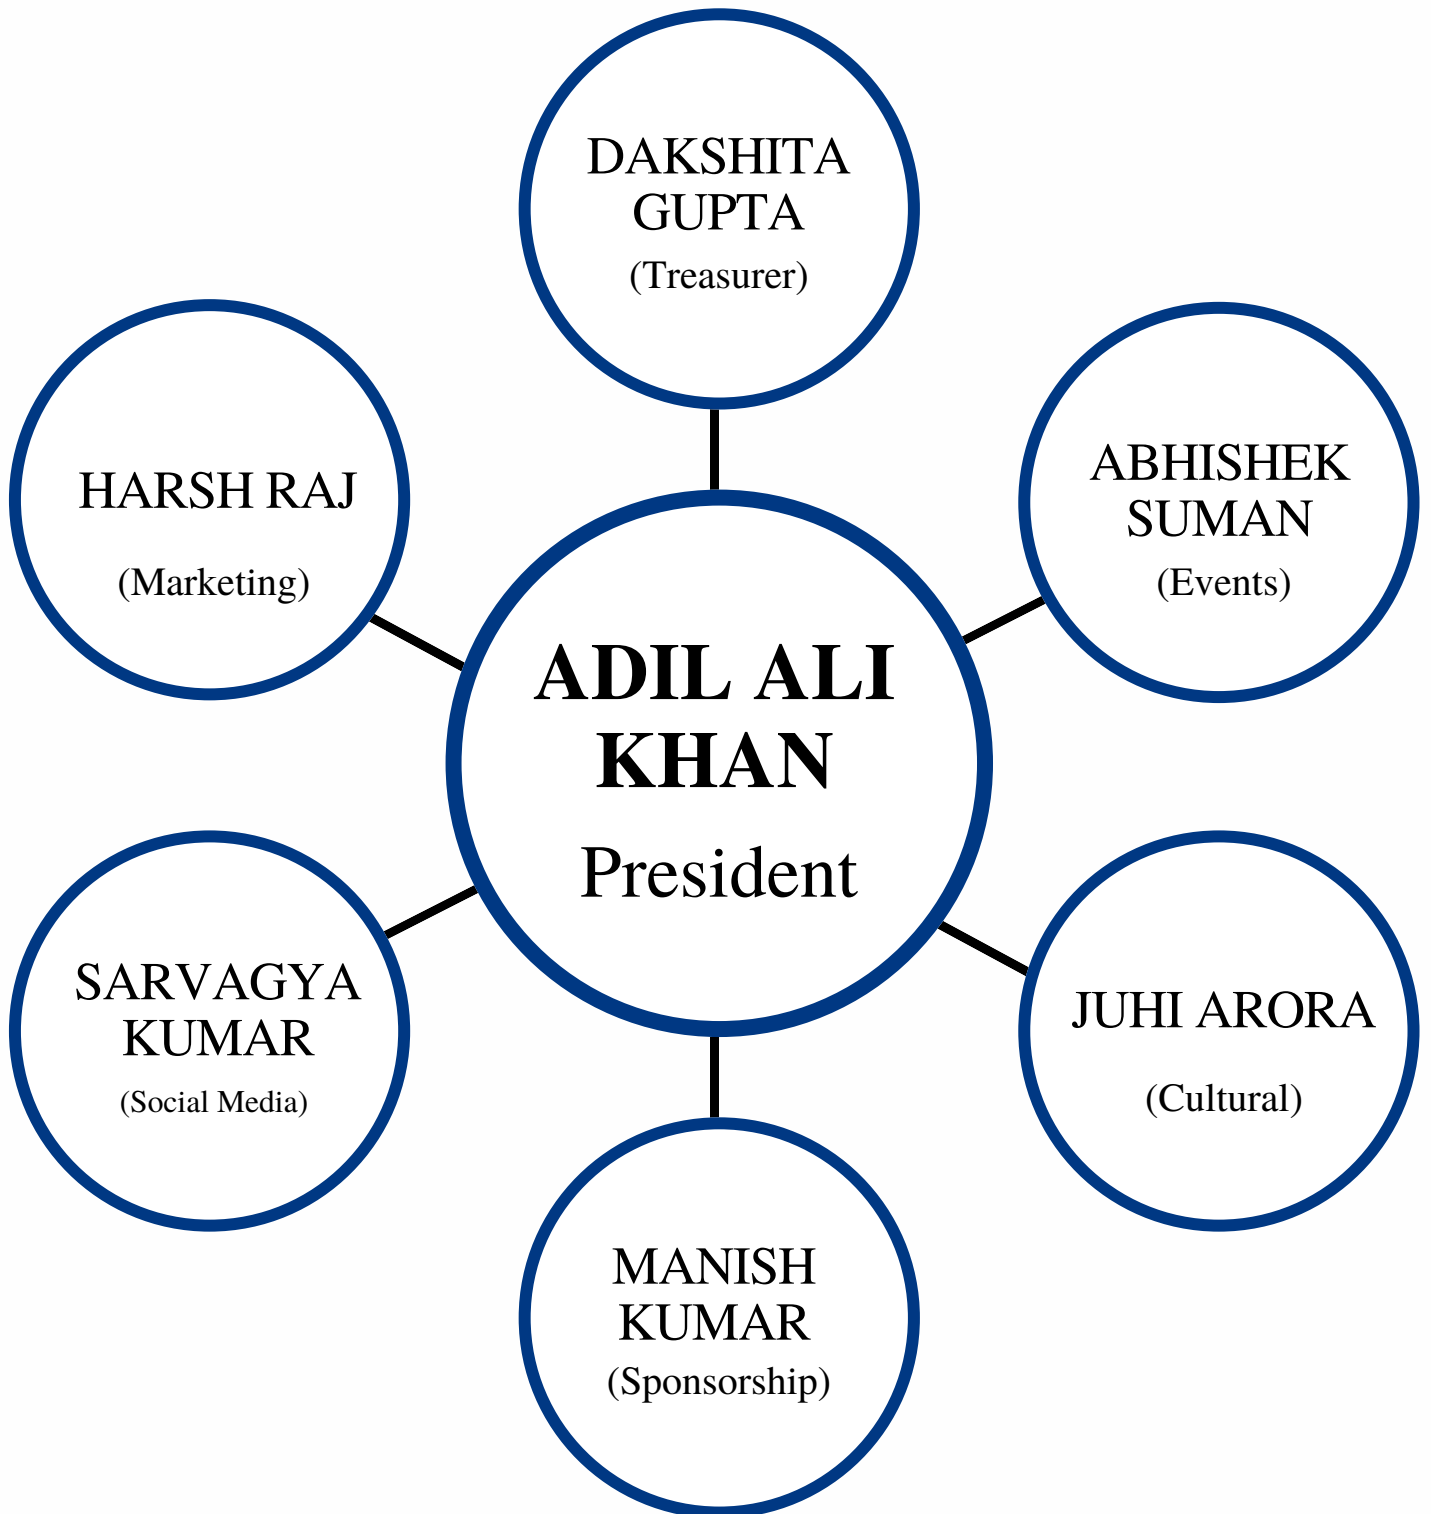 DAKSHITA
GUPTA
(Treasurer)
HARSH RAJ
(Marketing)
ABHISHEK
SUMAN
(Events)
ADIL ALI
KHAN
President
SARVAGYA
KUMAR
(Social Media)
JUHI ARORA
(Cultural)
MANISH
KUMAR
(Sponsorship)